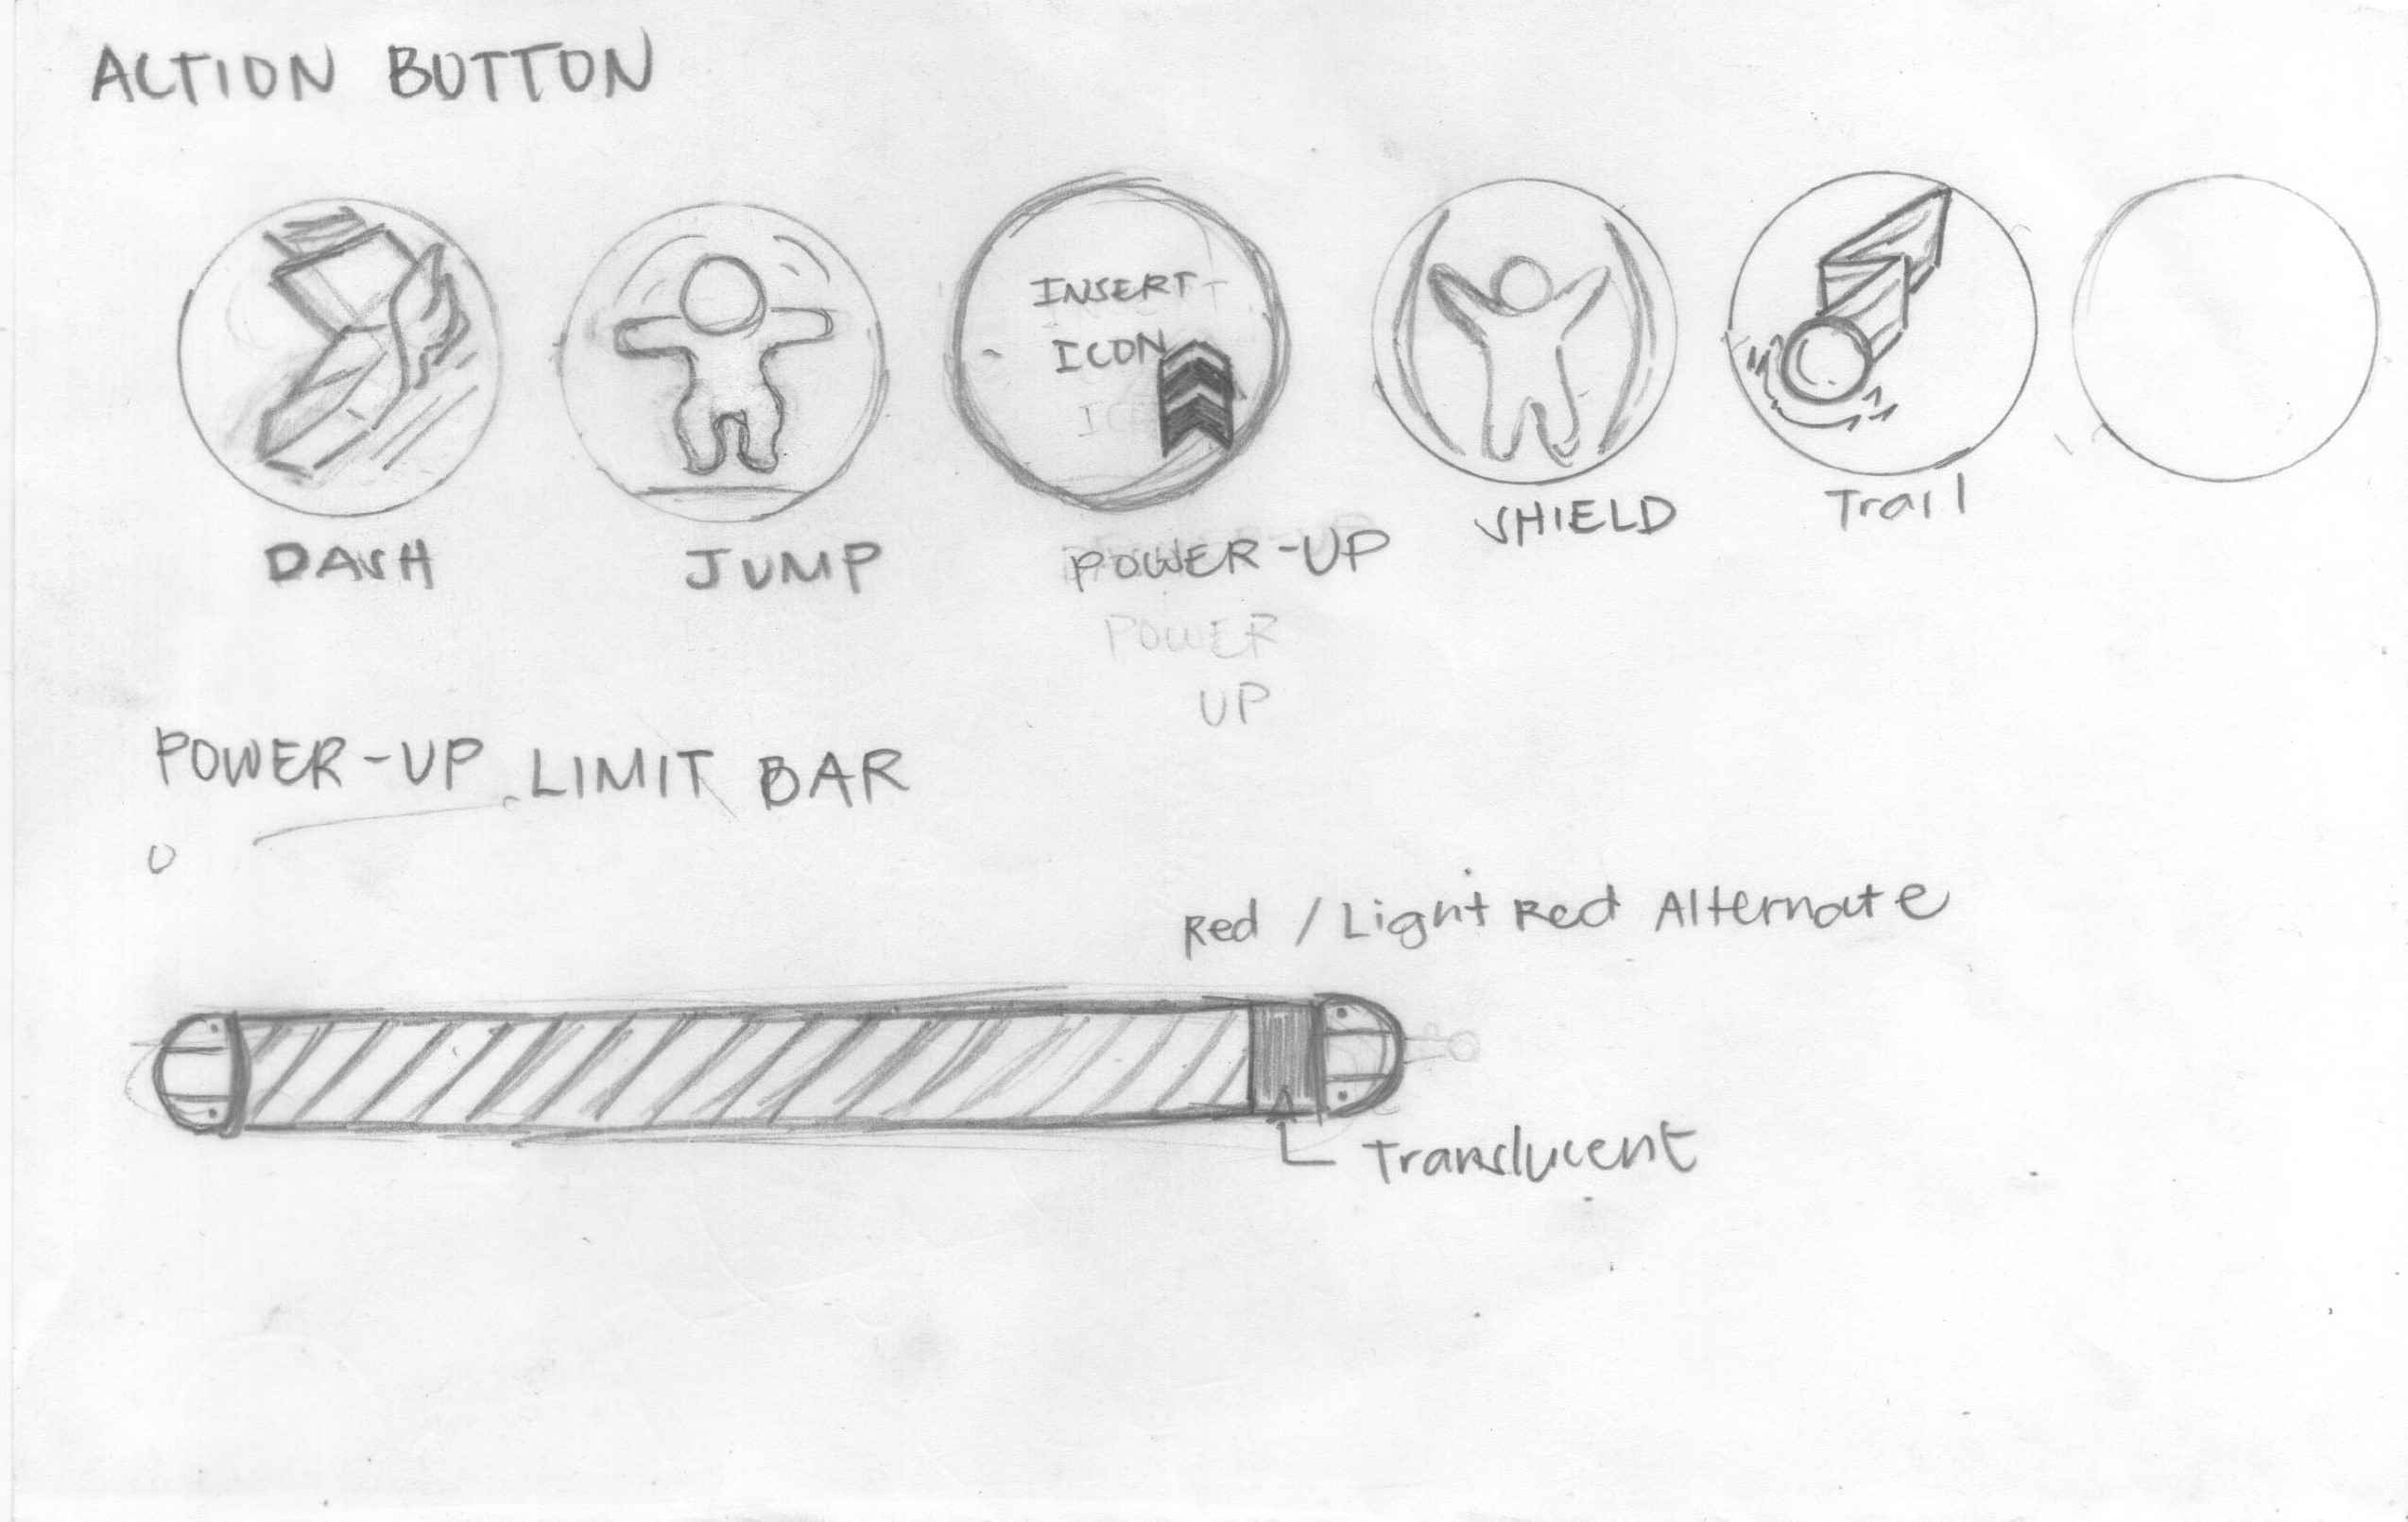 ACTION BUTTON
INSERT
ICON
ICO
DASH
JUMP
POWER-UP
SHIELD
Trail
POWER
UP
POWER-UP LIMIT BAR
Red / Light Red Alternate
Translucent